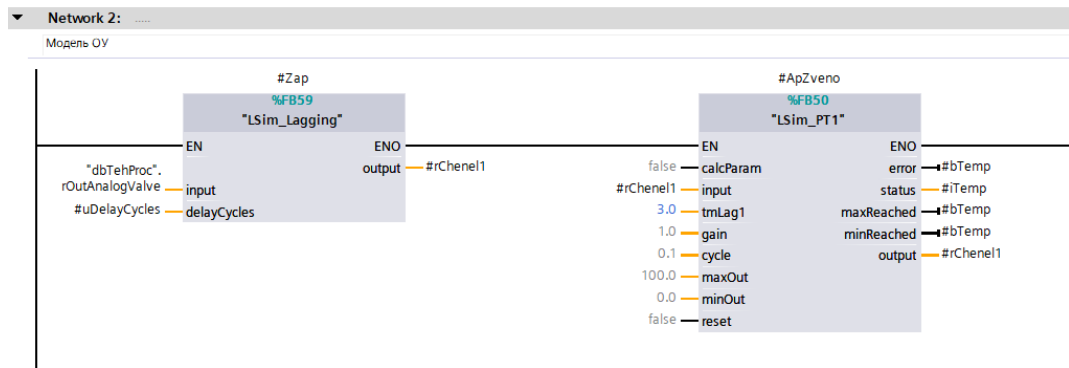 Network 2: .....
Модель ОУ
#Zap
%FB59
"LSim_Lagging"
EN
ENO
"dbTehProc".
rOutAnalogValve
input
output
#rChenel1
#uDelayCycles
delayCycles
#ApZveno
%FB50
"LSim_PT1"
EN
ENO
false
calcParam
error
#bTemp
#rChenel1
input
status
#iTemp
3.0
tmLag1
maxReached
#bTemp
1.0
gain
minReached
#bTemp
0.1
cycle
output
#rChenel1
100.0
maxOut
0.0
minOut
false
reset